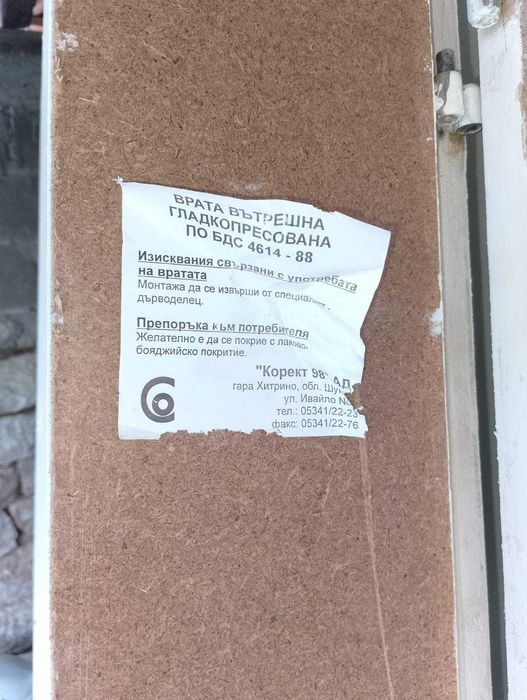 ВРАТА ВЪТРЕШНА
ГЛАДКОПРЕСОВАНА
ПО БДС 4614 - 88
Изисквания свързани с употребата
на вратата
Монтажа да се извърши от специалист -
дърводелец.
Препоръка към потребителя
Желателно е да се покрие с лаково-
бояджийско покритие.
"Корект 98" АД
гара Хитрино, обл.
ул. Ивайло
тел.: 05341/22-23
факс: 05341/22-76